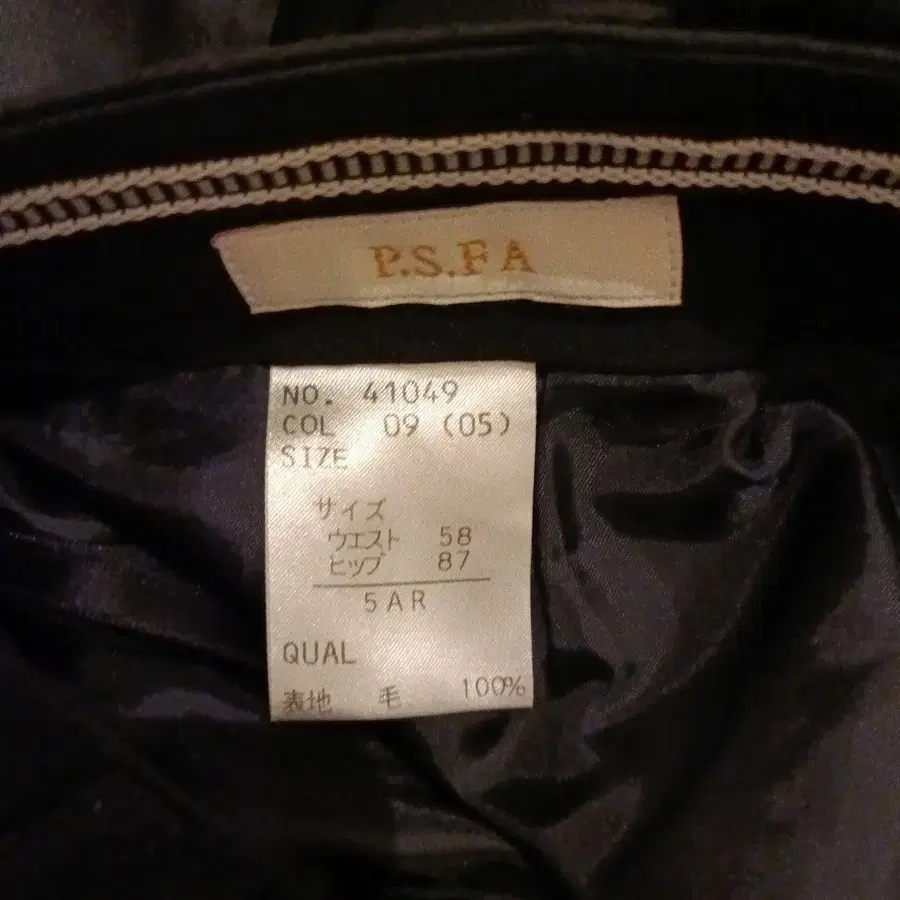 P.S.FA
NO. 41049
COL 09 (05)
SIZE
サイズ
ウエスト 58
ヒップ 87
5AR
QUAL
表地 毛 100%